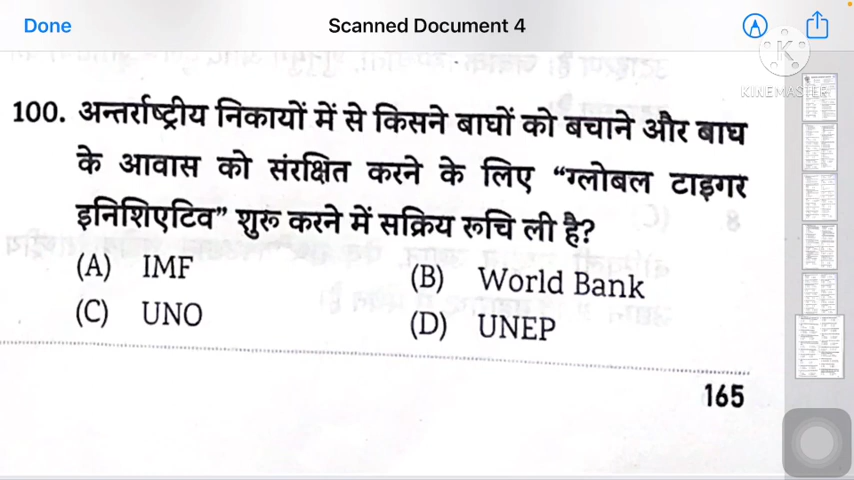 Done
Scanned Document 4
KINEMASTER
100. अन्तर्राष्ट्रीय निकायों में से किसने बाघों को बचाने और बाघ
के आवास को संरक्षित करने के लिए “ग्लोबल टाइगर
इनिशिएटिव” शुरू करने में सक्रिय रूचि ली है?
(A) IMF
(B) World Bank
(C) UNO
(D) UNEP
165